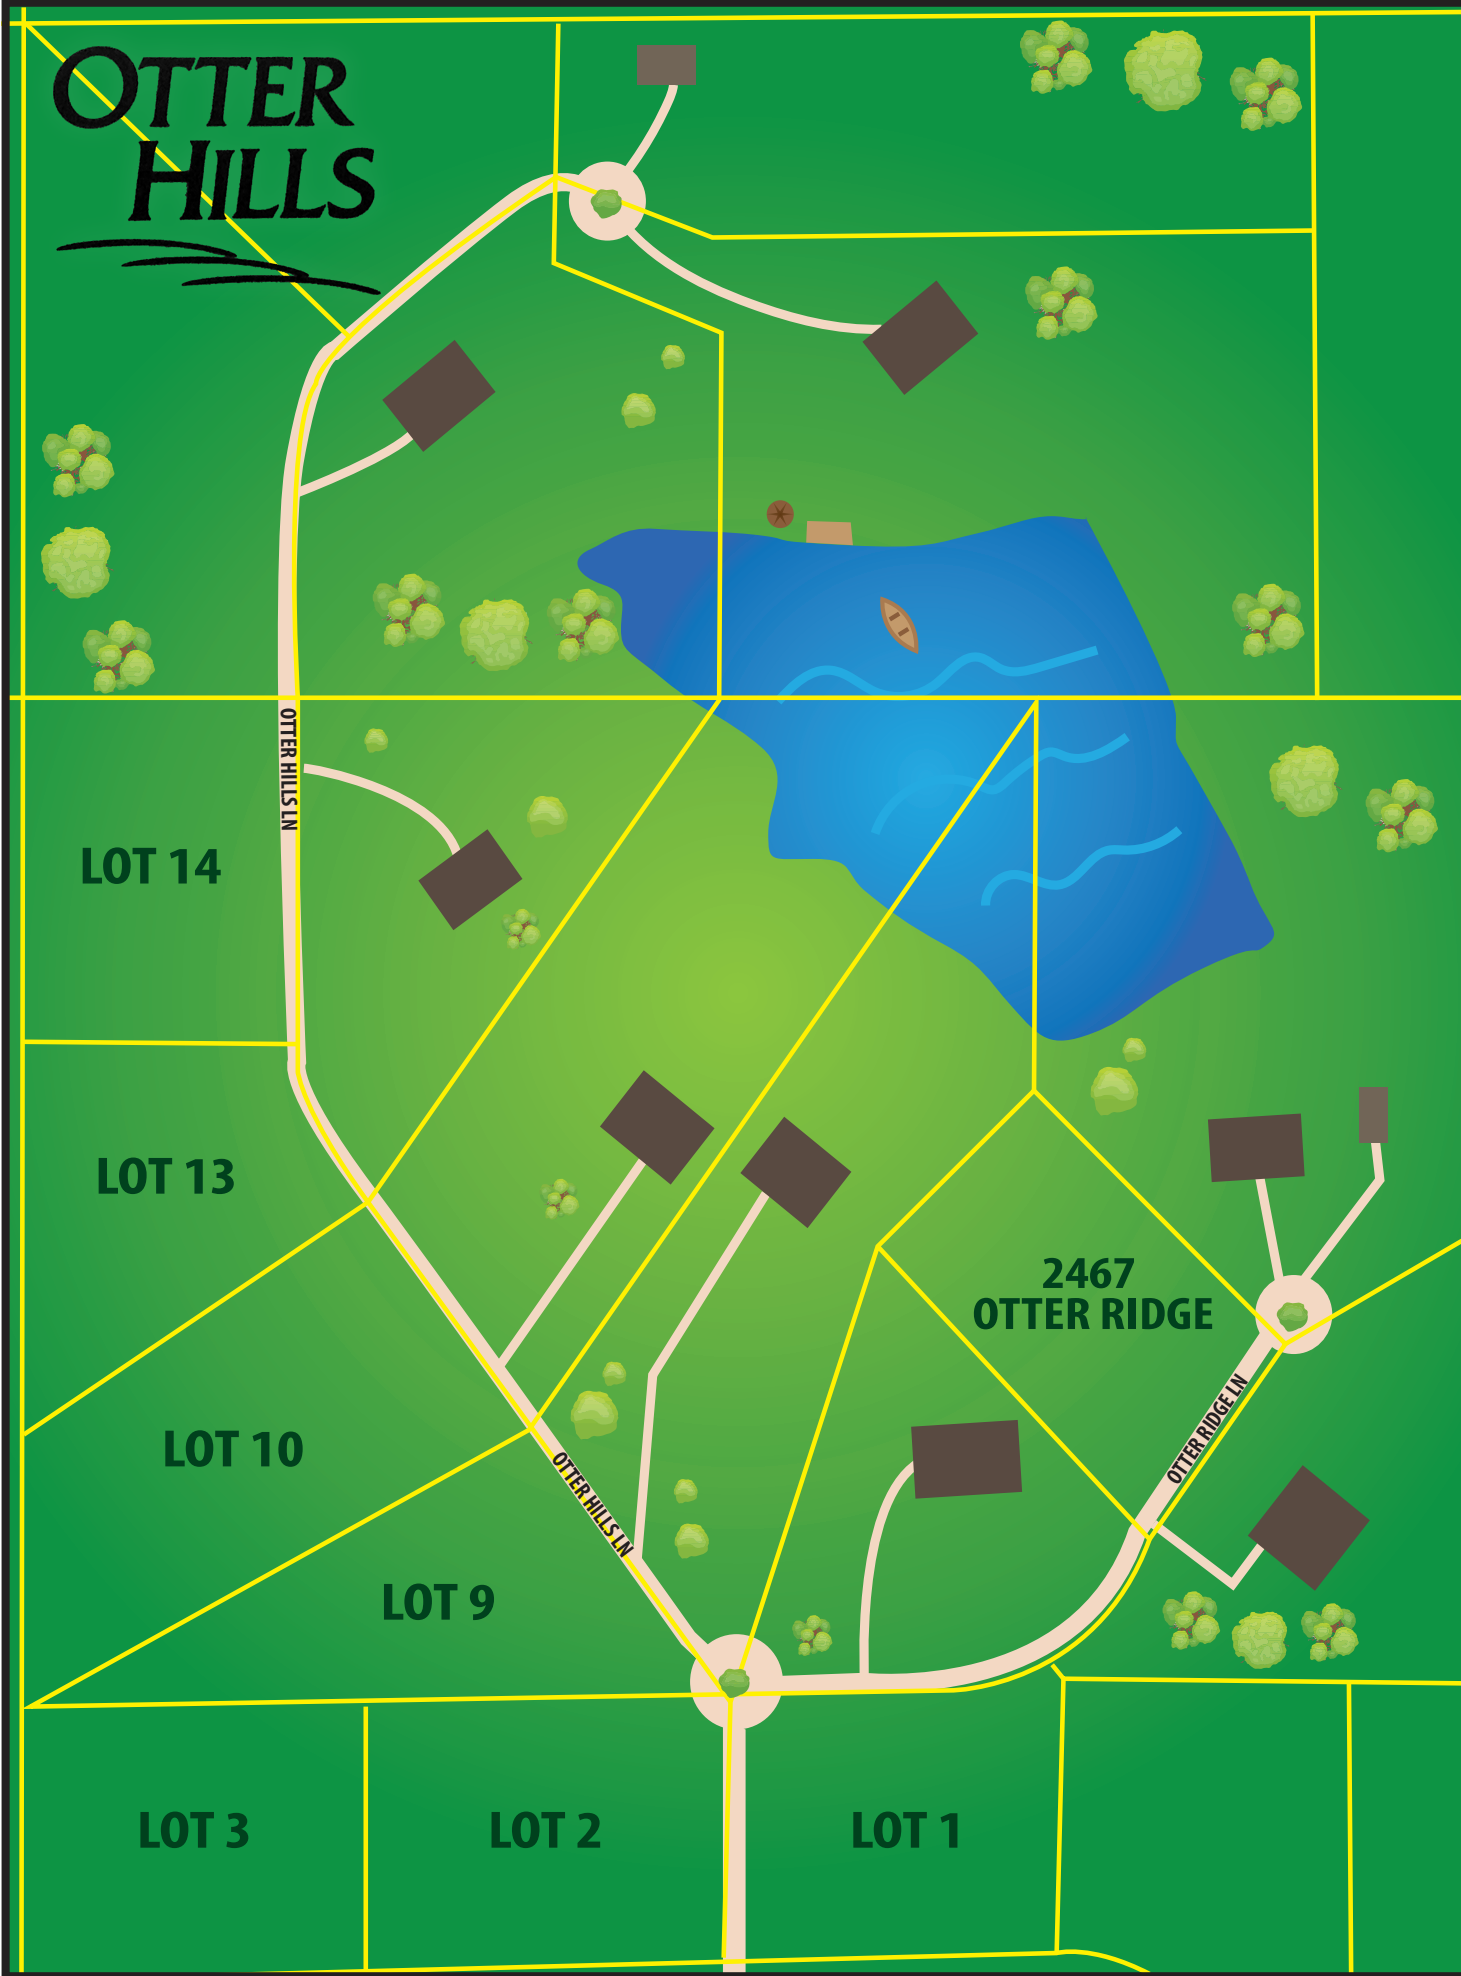 OTTER
HILLS
OTTER HILLS LN
LOT 14
LOT 13
2467
OTTER RIDGE
OTTER RIDGE LN
LOT 10
OTTER HILLS LN
LOT 9
LOT 3
LOT 2
LOT 1